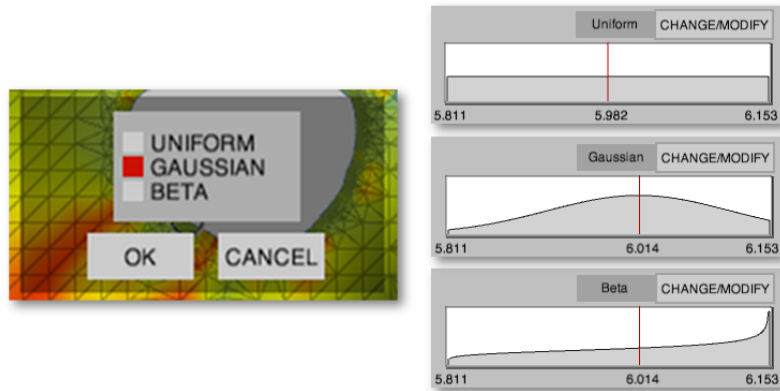 UNIFORM
GAUSSIAN
BETA
OK CANCEL
Uniform CHANGE/MODIFY
5.811 5.982 6.153
Gaussian CHANGE/MODIFY
5.811 6.014 6.153
Beta CHANGE/MODIFY
5.811 6.014 6.153